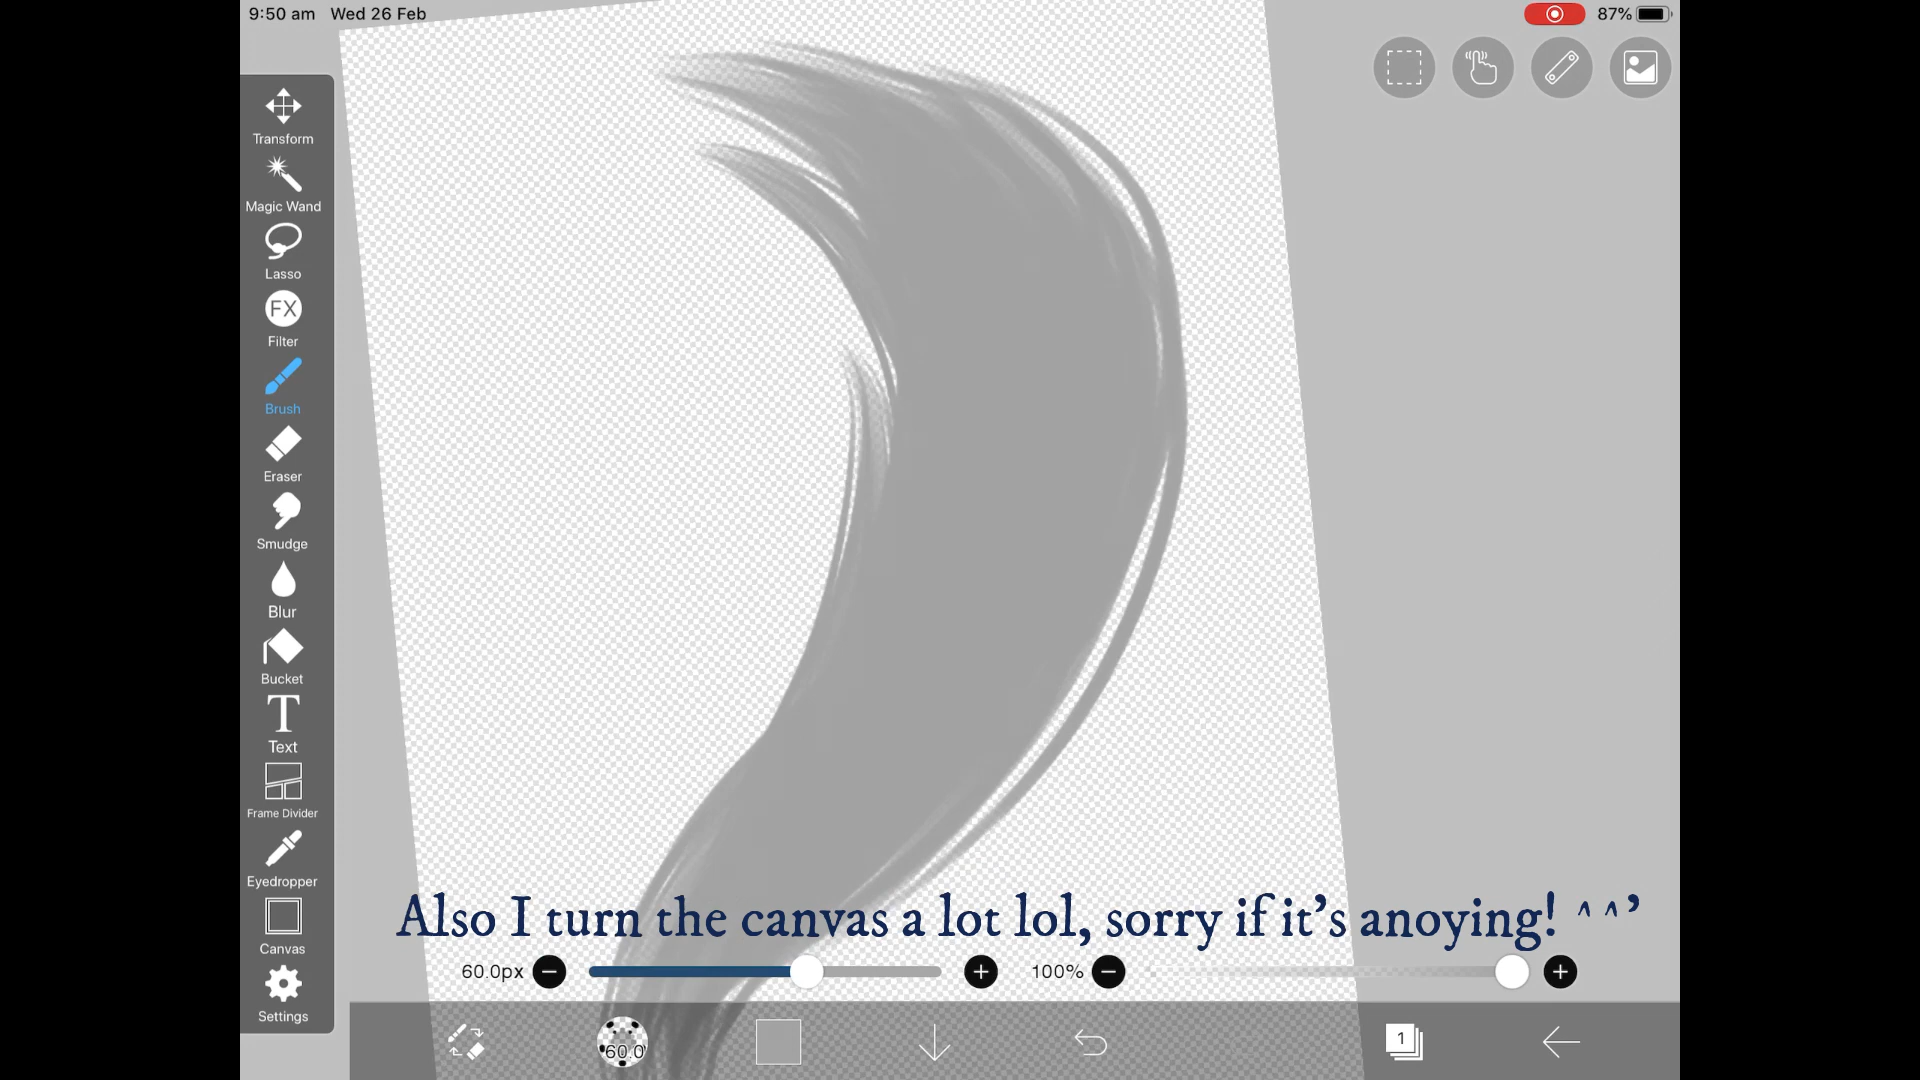 9:50 am Wed 26 Feb
87%
Transform
Magic Wand
Lasso
FX
Filter
Brush
Eraser
Smudge
Blur
Bucket
T
Text
Frame Divider
Eyedropper
Canvas
Settings
Also I turn the canvas a lot lol, sorry if it's anoying! ^^'
60.0px
100%
60.0
1